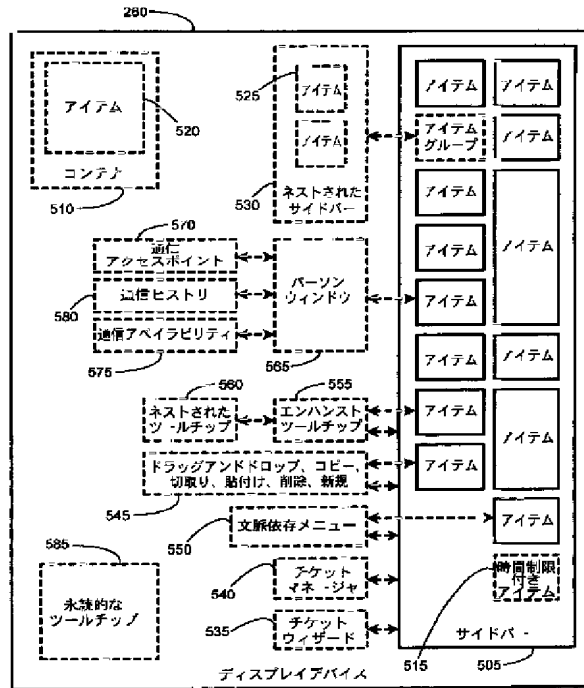 280
アイテム
520
コンテナ
510
525
アイテム
アイテム
ネストされた
サイドバー
530
アイテム
アイテム
アイテム
グループ
アイテム
アイテム
アイテム
アイテム
アイテム
アイテム
アイテム
アイテム
アイテム
アイテム
アイテム
570
通信
アクセスポイント
通信ヒストリ
580
通信アベイラビリティ
575
パーソン
ウィンドウ
565
560
ネストされた
ツールチップ
555
エンハンスト
ツールチップ
ドラッグアンドドロップ、コピー、
切取り、貼付け、削除、新規
545
文脈依存メニュー
550
チケット
マネージャ
540
チケット
ウィザード
535
585
永続的な
ツールチップ
アイテム
時間制限
付き
アイテム
515
サイドバー
505
ディスプレイデバイス